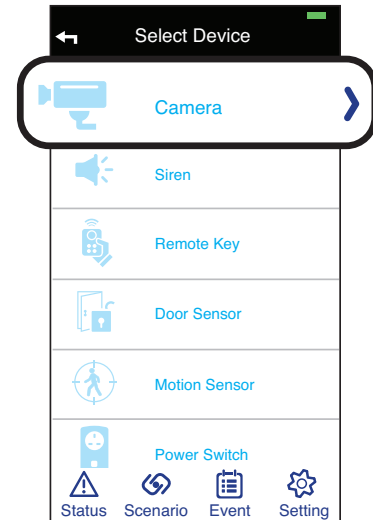 Select Device
Camera
Siren
Remote Key
Door Sensor
Motion Sensor
Power Switch
Status Scenario Event Setting